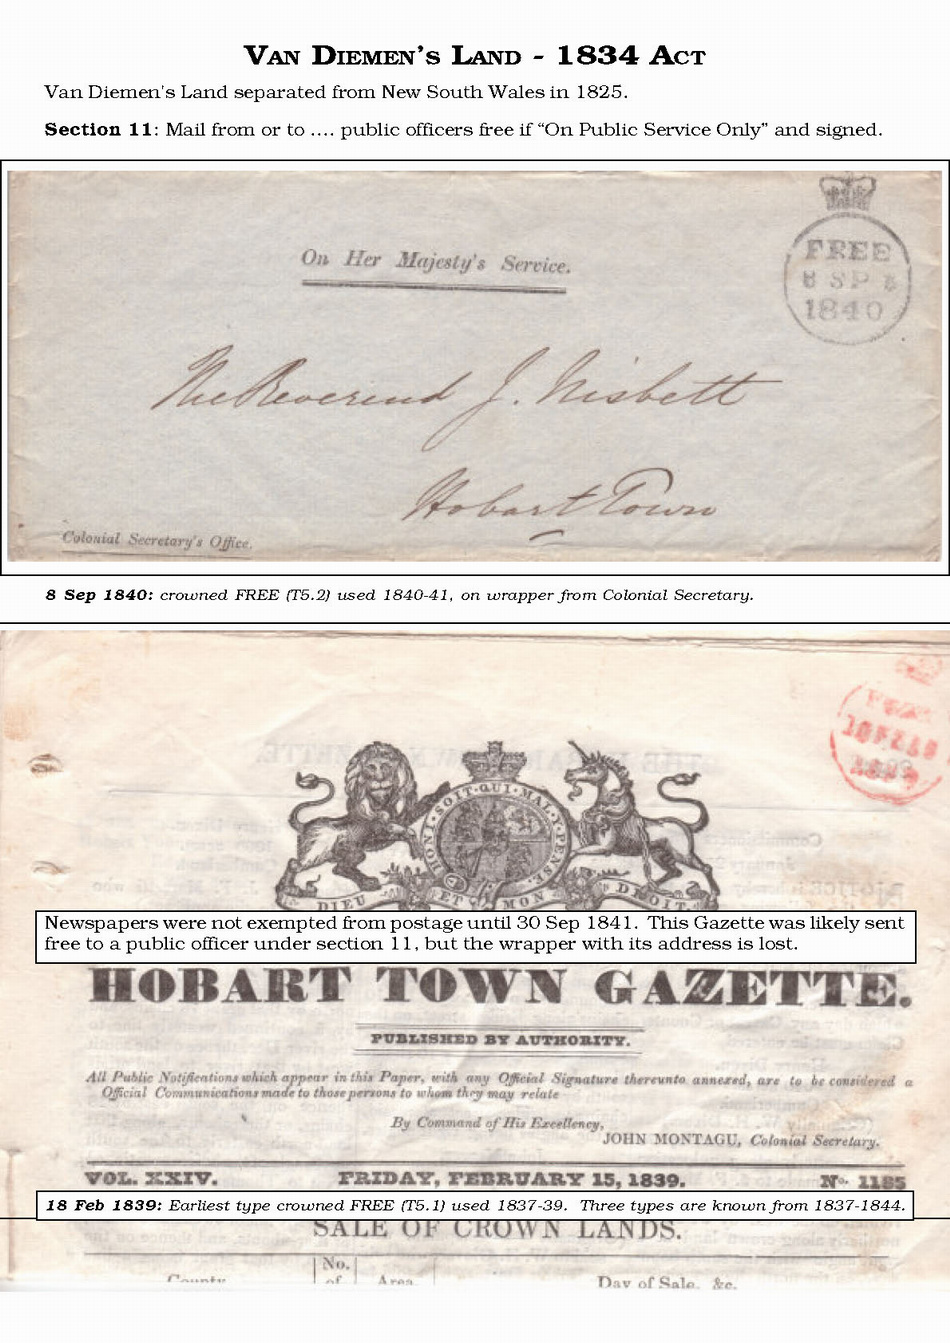 VAN DIEMEN'S LAND - 1834 ACT
Van Diemen's Land separated from New South Wales in 1825.
Section 11: Mail from or to .... public officers free if "On Public Service Only" and signed.
FREE
8 SP 8
1840
On Her Majesty's Service.
The Reverend J. Nisbett
Hobart Town
Colonial Secretary's Office.
8 Sep 1840: crowned FREE (T5.2) used 1840-41, on wrapper from Colonial Secretary.
HONI · SOIT · QUI · MAL · Y · PENSE
DIEU ET MON DROIT
Newspapers were not exempted from postage until 30 Sep 1841. This Gazette was likely sent
free to a public officer under section 11, but the wrapper with its address is lost.
HOBART TOWN GAZETTE.
PUBLISHED BY AUTHORITY.
All Public Notifications which appear in this Paper, with any Official Signature thereunto annexed, are to be considered a
Official Communications made to those persons to whom they may relate
By Command of His Excellency,
JOHN MONTAGU, Colonial Secretary.
VOL. XXIV. FRIDAY, FEBRUARY 15, 1839. No. 1185
18 Feb 1839: Earliest type crowned FREE (T5.1) used 1837-39. Three types are known from 1837-1844.
SALE OF CROWN LANDS.
No.
County of Area. Day of Sale, &c.